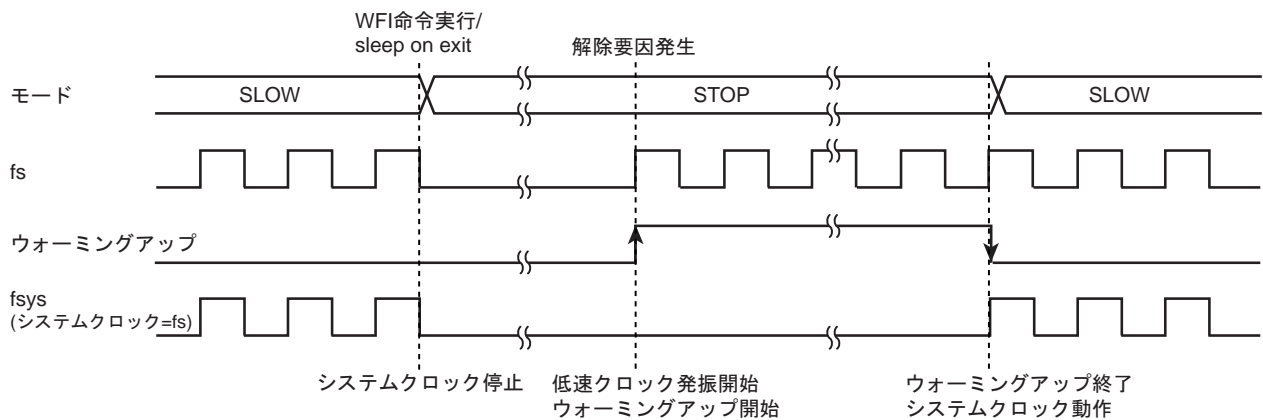 WFI命令実行/
sleep on exit
解除要因発生
モード
SLOW
STOP
SLOW
fs
ウォーミングアップ
fsys
(システムクロック=fs)
システムクロック停止
低速クロック発振開始
ウォーミングアップ開始
ウォーミングアップ終了
システムクロック動作